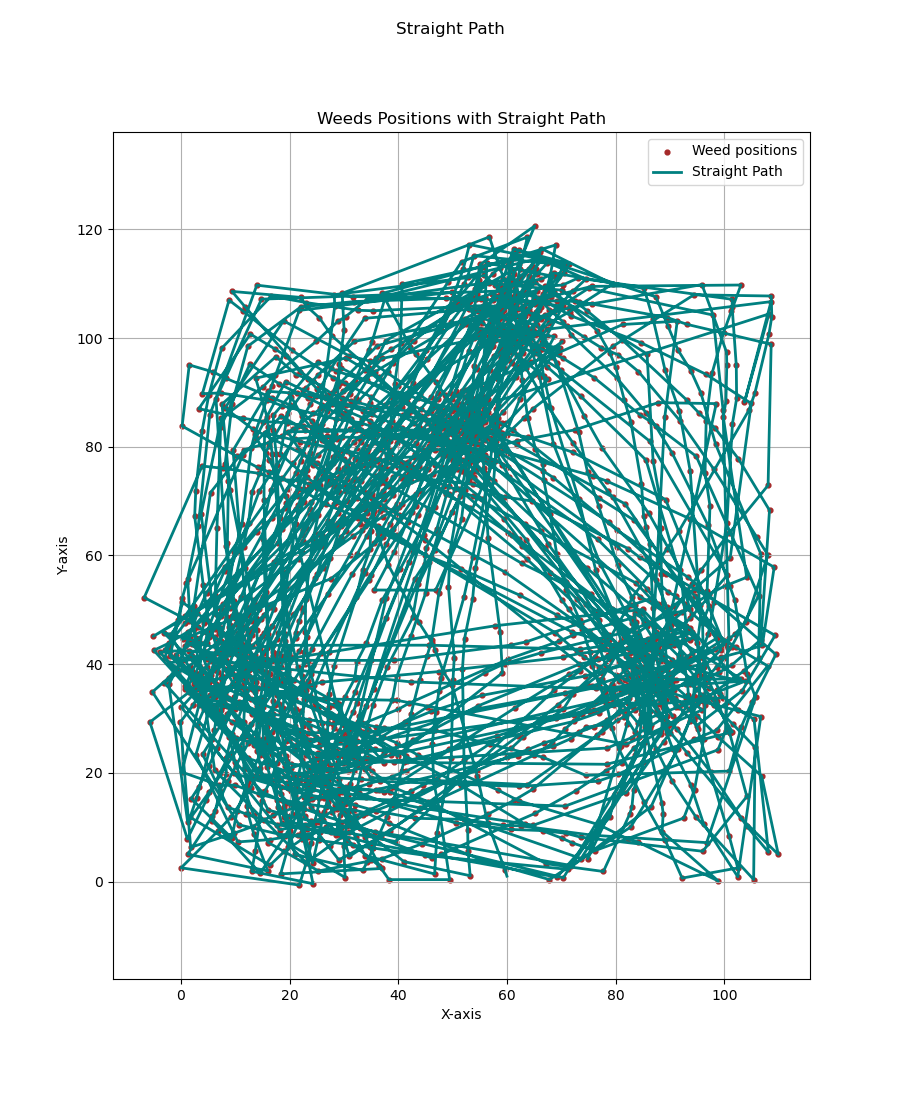 Straight Path
Weeds Positions with Straight Path
Weed positions
Straight Path
120
100
80
60
40
20
0
Y-axis
0 20 40 60 80 100
X-axis